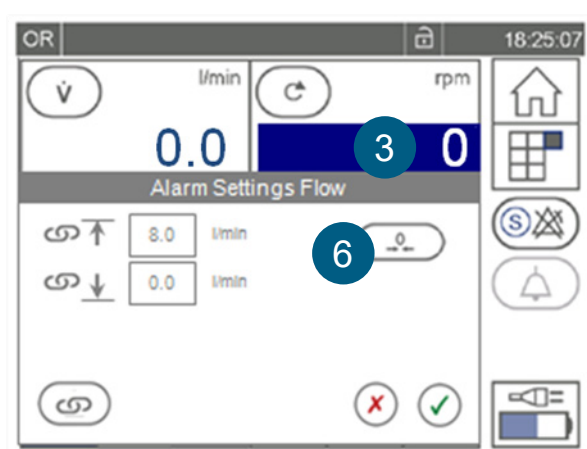 OR 18:25:07
V̇ l/min rpm
0.0 3 0
Alarm Settings Flow
8.0 l/min
6 0
0.0 l/min
S